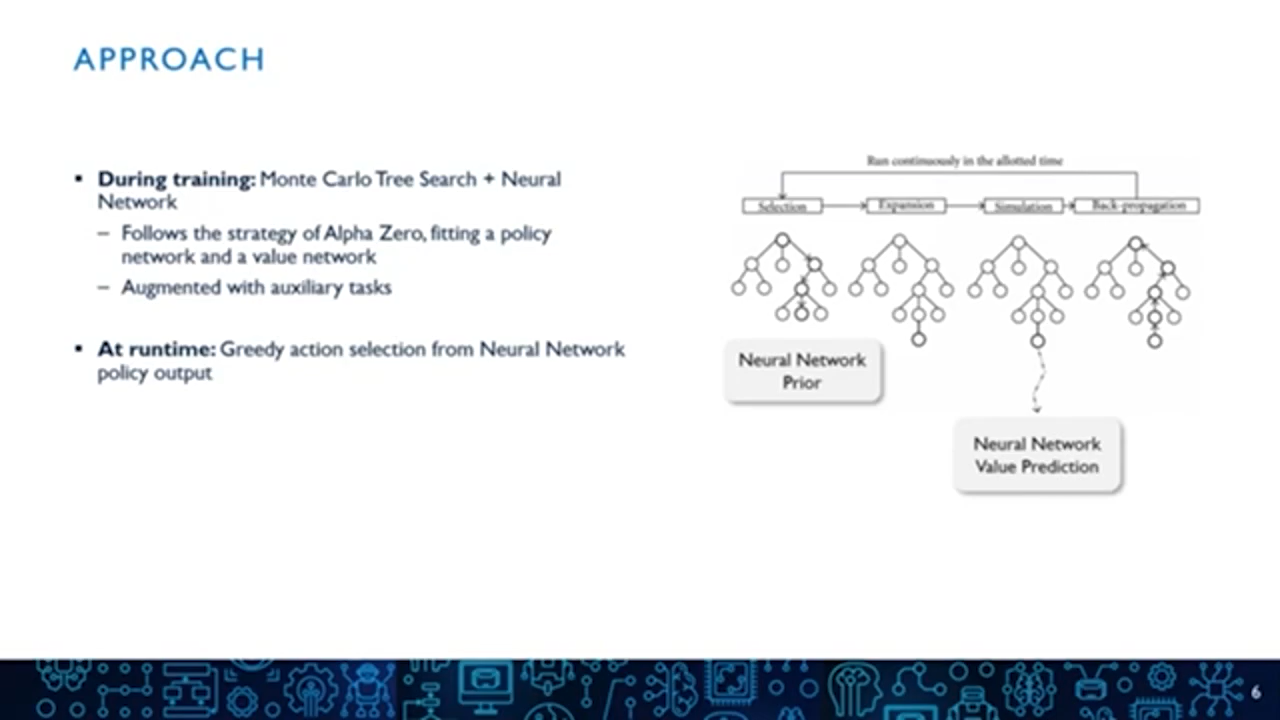 APPROACH
▪ During training: Monte Carlo Tree Search + Neural
Network
– Follows the strategy of Alpha Zero, fitting a policy
network and a value network
– Augmented with auxiliary tasks
▪ At runtime: Greedy action selection from Neural Network
policy output
Run continuously in the allotted time
Selection
Expansion
Simulation
Back-propagation
Neural Network
Prior
Neural Network
Value Prediction
6